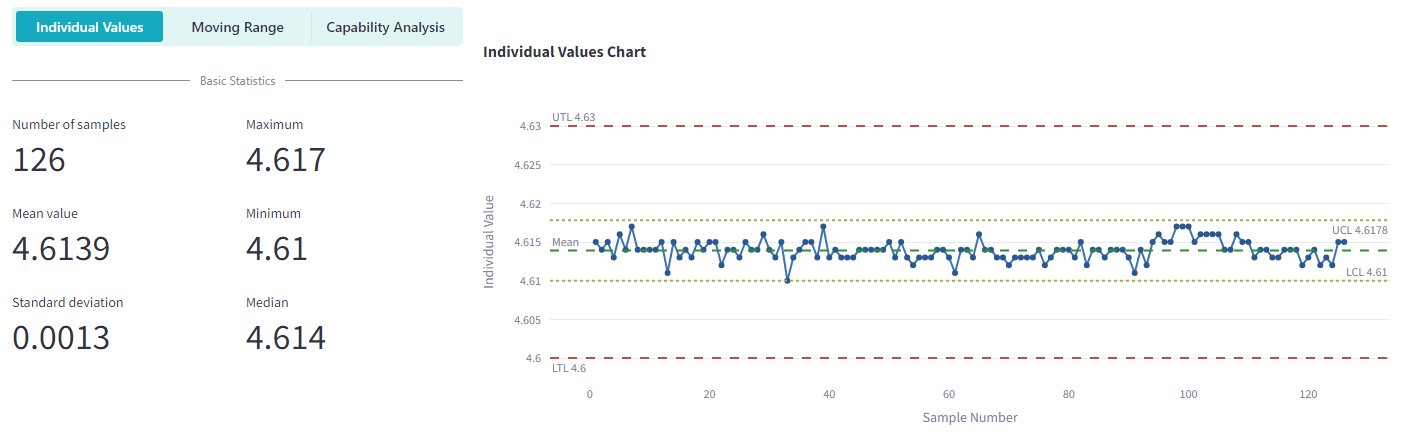 Individual Values
Moving Range
Capability Analysis
Basic Statistics
Number of samples
126
Maximum
4.617
Mean value
4.6139
Minimum
4.61
Standard deviation
0.0013
Median
4.614
Individual Values Chart
UTL 4.63
4.63
4.625
4.62
4.615
4.61
4.605
4.6
Individual Value
Mean
UCL 4.6178
LCL 4.61
LTL 4.6
0
20
40
60
80
100
120
Sample Number